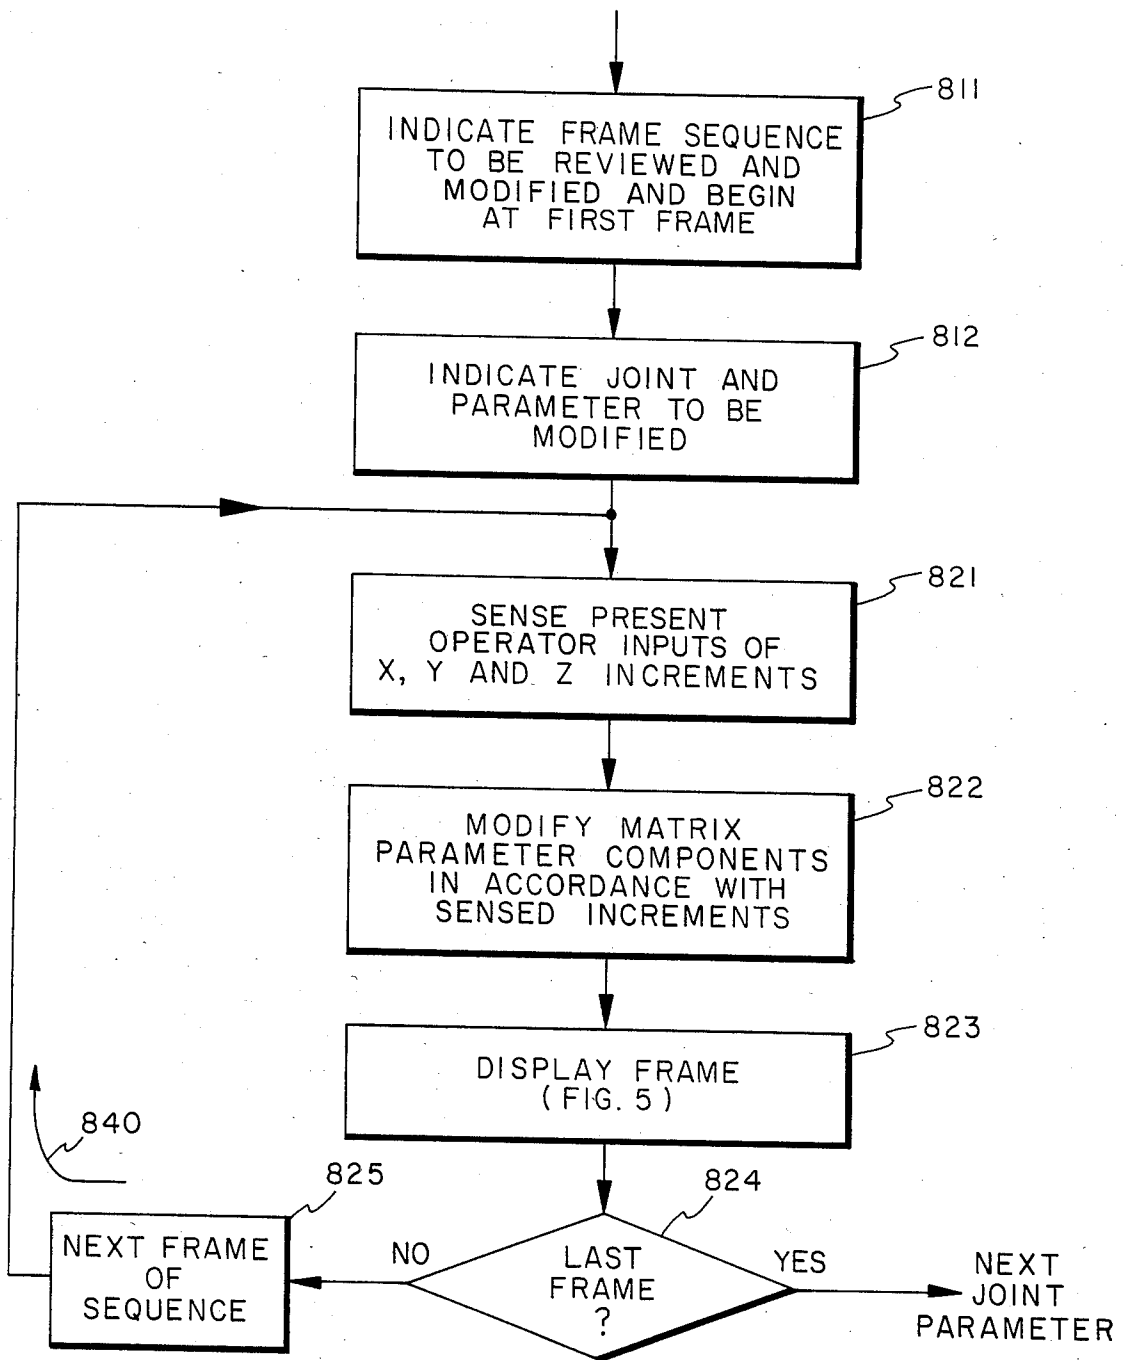 811
INDICATE FRAME SEQUENCE
TO BE REVIEWED AND
MODIFIED AND BEGIN
AT FIRST FRAME
812
INDICATE JOINT AND
PARAMETER TO BE
MODIFIED
821
SENSE PRESENT
OPERATOR INPUTS OF
X, Y AND Z INCREMENTS
822
MODIFY MATRIX
PARAMETER COMPONENTS
IN ACCORDANCE WITH
SENSED INCREMENTS
823
DISPLAY FRAME
(FIG. 5)
840
825
824
NEXT FRAME
OF
SEQUENCE
NO
LAST
FRAME
?
YES
NEXT
JOINT
PARAMETER